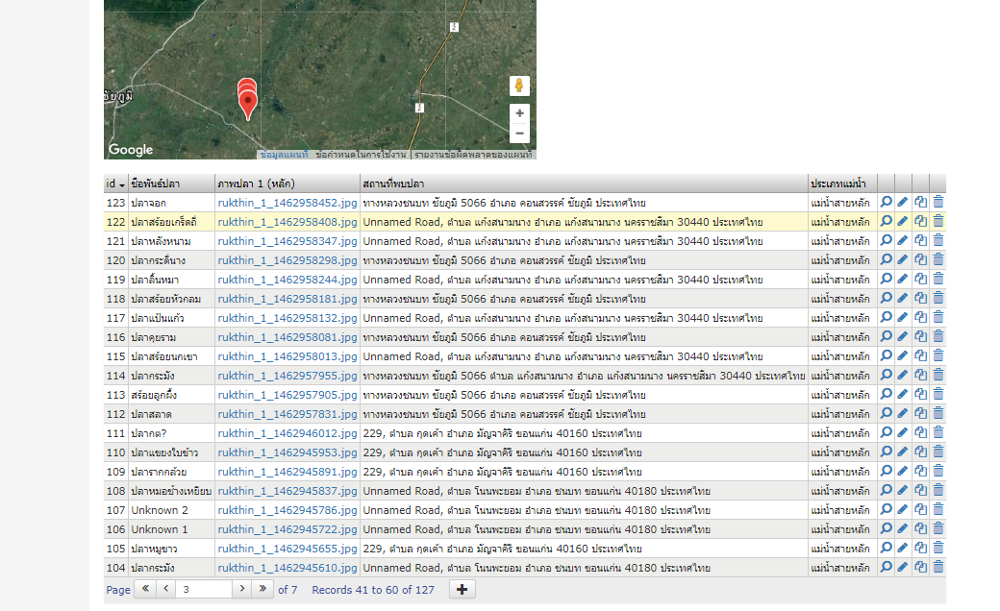 2
ชัยภูมิ
2
+
−
Google
ข้อมูลแผนที่ ข้อกำหนดในการใช้งาน รายงานข้อผิดพลาดของแผนที่
id ชื่อพันธ์ปลา ภาพปลา 1 (หลัก) สถานที่พบปลา ประเภทแม่น้ำ
123 ปลาจอก rukthin_1_1462958452.jpg ทางหลวงชนบท ชัยภูมิ 5066 อำเภอ คอนสวรรค์ ชัยภูมิ ประเทศไทย แม่น้ำสายหลัก
122 ปลาสร้อยเกร็ดถี่ rukthin_1_1462958408.jpg Unnamed Road, ตำบล แก้งสนามนาง อำเภอ แก้งสนามนาง นครราชสีมา 30440 ประเทศไทย แม่น้ำสายหลัก
121 ปลาหลังหนาม rukthin_1_1462958347.jpg Unnamed Road, ตำบล แก้งสนามนาง อำเภอ แก้งสนามนาง นครราชสีมา 30440 ประเทศไทย แม่น้ำสายหลัก
120 ปลากระดี่นาง rukthin_1_1462958298.jpg ทางหลวงชนบท ชัยภูมิ 5066 อำเภอ คอนสวรรค์ ชัยภูมิ ประเทศไทย แม่น้ำสายหลัก
119 ปลาลิ้นหมา rukthin_1_1462958244.jpg Unnamed Road, ตำบล แก้งสนามนาง อำเภอ แก้งสนามนาง นครราชสีมา 30440 ประเทศไทย แม่น้ำสายหลัก
118 ปลาสร้อยหัวกลม rukthin_1_1462958181.jpg ทางหลวงชนบท ชัยภูมิ 5066 อำเภอ คอนสวรรค์ ชัยภูมิ ประเทศไทย แม่น้ำสายหลัก
117 ปลาแป้นแก้ว rukthin_1_1462958132.jpg Unnamed Road, ตำบล แก้งสนามนาง อำเภอ แก้งสนามนาง นครราชสีมา 30440 ประเทศไทย แม่น้ำสายหลัก
116 ปลาคุยราม rukthin_1_1462958081.jpg ทางหลวงชนบท ชัยภูมิ 5066 อำเภอ คอนสวรรค์ ชัยภูมิ ประเทศไทย แม่น้ำสายหลัก
115 ปลาสร้อยนกเขา rukthin_1_1462958013.jpg Unnamed Road, ตำบล แก้งสนามนาง อำเภอ แก้งสนามนาง นครราชสีมา 30440 ประเทศไทย แม่น้ำสายหลัก
114 ปลากระมัง rukthin_1_1462957955.jpg ทางหลวงชนบท ชัยภูมิ 5066 ตำบล แก้งสนามนาง อำเภอ แก้งสนามนาง นครราชสีมา 30440 ประเทศไทย แม่น้ำสายหลัก
113 สร้อยลูกผึ้ง rukthin_1_1462957905.jpg ทางหลวงชนบท ชัยภูมิ 5066 อำเภอ คอนสวรรค์ ชัยภูมิ ประเทศไทย แม่น้ำสายหลัก
112 ปลาสลาด rukthin_1_1462957831.jpg ทางหลวงชนบท ชัยภูมิ 5066 อำเภอ คอนสวรรค์ ชัยภูมิ ประเทศไทย แม่น้ำสายหลัก
111 ปลากด? rukthin_1_1462946012.jpg 229, ตำบล กุดเค้า อำเภอ มัญจาคีรี ขอนแก่น 40160 ประเทศไทย แม่น้ำสายหลัก
110 ปลาแขยงใบข้าว rukthin_1_1462945953.jpg 229, ตำบล กุดเค้า อำเภอ มัญจาคีรี ขอนแก่น 40160 ประเทศไทย แม่น้ำสายหลัก
109 ปลารากกล้วย rukthin_1_1462945891.jpg 229, ตำบล กุดเค้า อำเภอ มัญจาคีรี ขอนแก่น 40160 ประเทศไทย แม่น้ำสายหลัก
108 ปลาหมอช้างเหยียบ rukthin_1_1462945837.jpg Unnamed Road, ตำบล โนนพะยอม อำเภอ ชนบท ขอนแก่น 40180 ประเทศไทย แม่น้ำสายหลัก
107 Unknown 2 rukthin_1_1462945786.jpg Unnamed Road, ตำบล โนนพะยอม อำเภอ ชนบท ขอนแก่น 40180 ประเทศไทย แม่น้ำสายหลัก
106 Unknown 1 rukthin_1_1462945722.jpg Unnamed Road, ตำบล โนนพะยอม อำเภอ ชนบท ขอนแก่น 40180 ประเทศไทย แม่น้ำสายหลัก
105 ปลาหมูขาว rukthin_1_1462945655.jpg 229, ตำบล กุดเค้า อำเภอ มัญจาคีรี ขอนแก่น 40160 ประเทศไทย แม่น้ำสายหลัก
104 ปลากระมัง rukthin_1_1462945610.jpg Unnamed Road, ตำบล โนนพะยอม อำเภอ ชนบท ขอนแก่น 40180 ประเทศไทย แม่น้ำสายหลัก
Page « < 3 > » of 7 Records 41 to 60 of 127 +